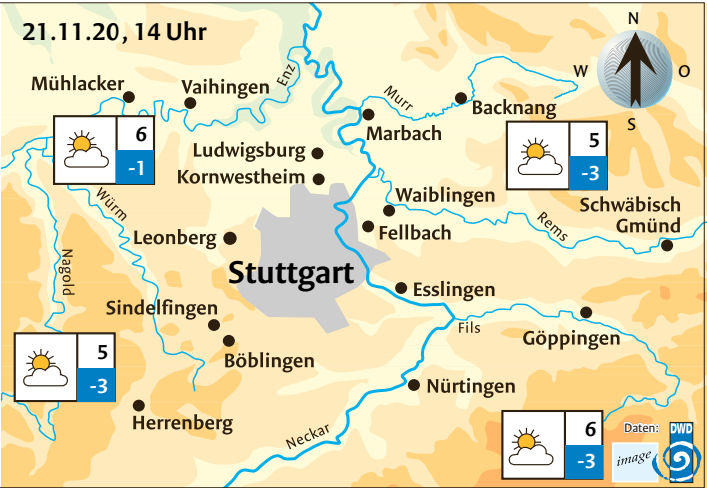 21.11.20, 14 Uhr
N
W
O
S
Mühlacker
Vaihingen
Enz
Murr
Backnang
Marbach
6
-1
5
-3
Ludwigsburg
Kornwestheim
Waiblingen
Schwäbisch
Gmünd
Würm
Rems
Leonberg
Fellbach
Nagold
Stuttgart
Esslingen
Sindelfingen
Fils
Göppingen
5
-3
Böblingen
Nürtingen
Herrenberg
Neckar
6
-3
Daten:
DWD
image